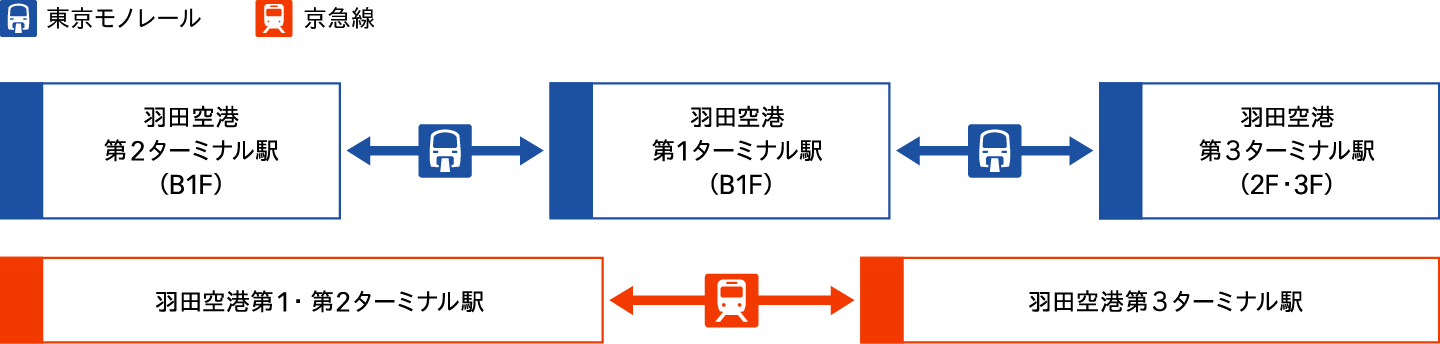 東京モノレール
京急線
羽田空港
第2ターミナル駅
（B1F）
羽田空港
第1ターミナル駅
（B1F）
羽田空港
第3ターミナル駅
（2F・3F）
羽田空港第1・第2ターミナル駅
羽田空港第3ターミナル駅